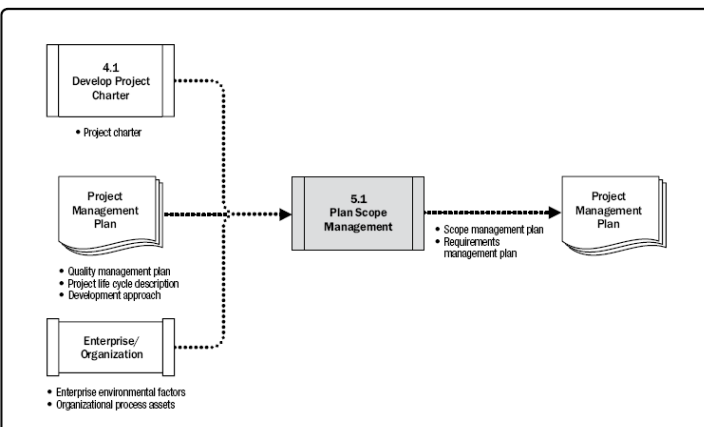 4.1
Develop Project
Charter
• Project charter
Project
Management
Plan
• Quality management plan
• Project life cycle description
• Development approach
Enterprise/
Organization
• Enterprise environmental factors
• Organizational process assets
5.1
Plan Scope
Management
• Scope management plan
• Requirements
management plan
Project
Management
Plan